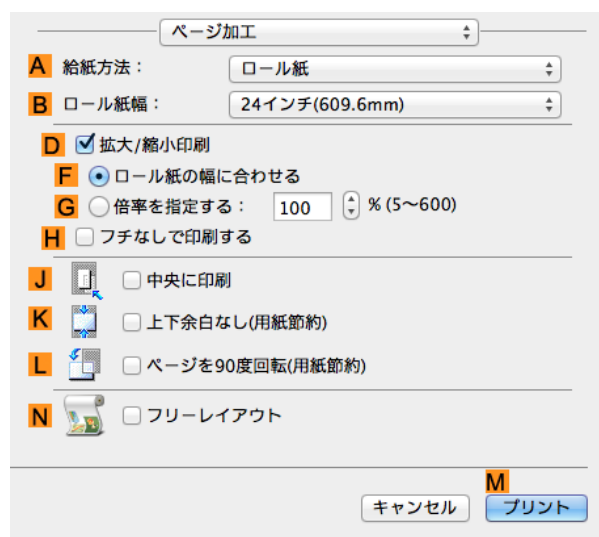 ページ加工
A 給紙方法： ロール紙
B ロール紙幅： 24インチ(609.6mm)
D 拡大/縮小印刷
F ロール紙の幅に合わせる
G 倍率を指定する： 100 % (5〜600)
H フチなしで印刷する
J 中央に印刷
K 上下余白なし(用紙節約)
L ページを90度回転(用紙節約)
N フリーレイアウト
M
キャンセル プリント